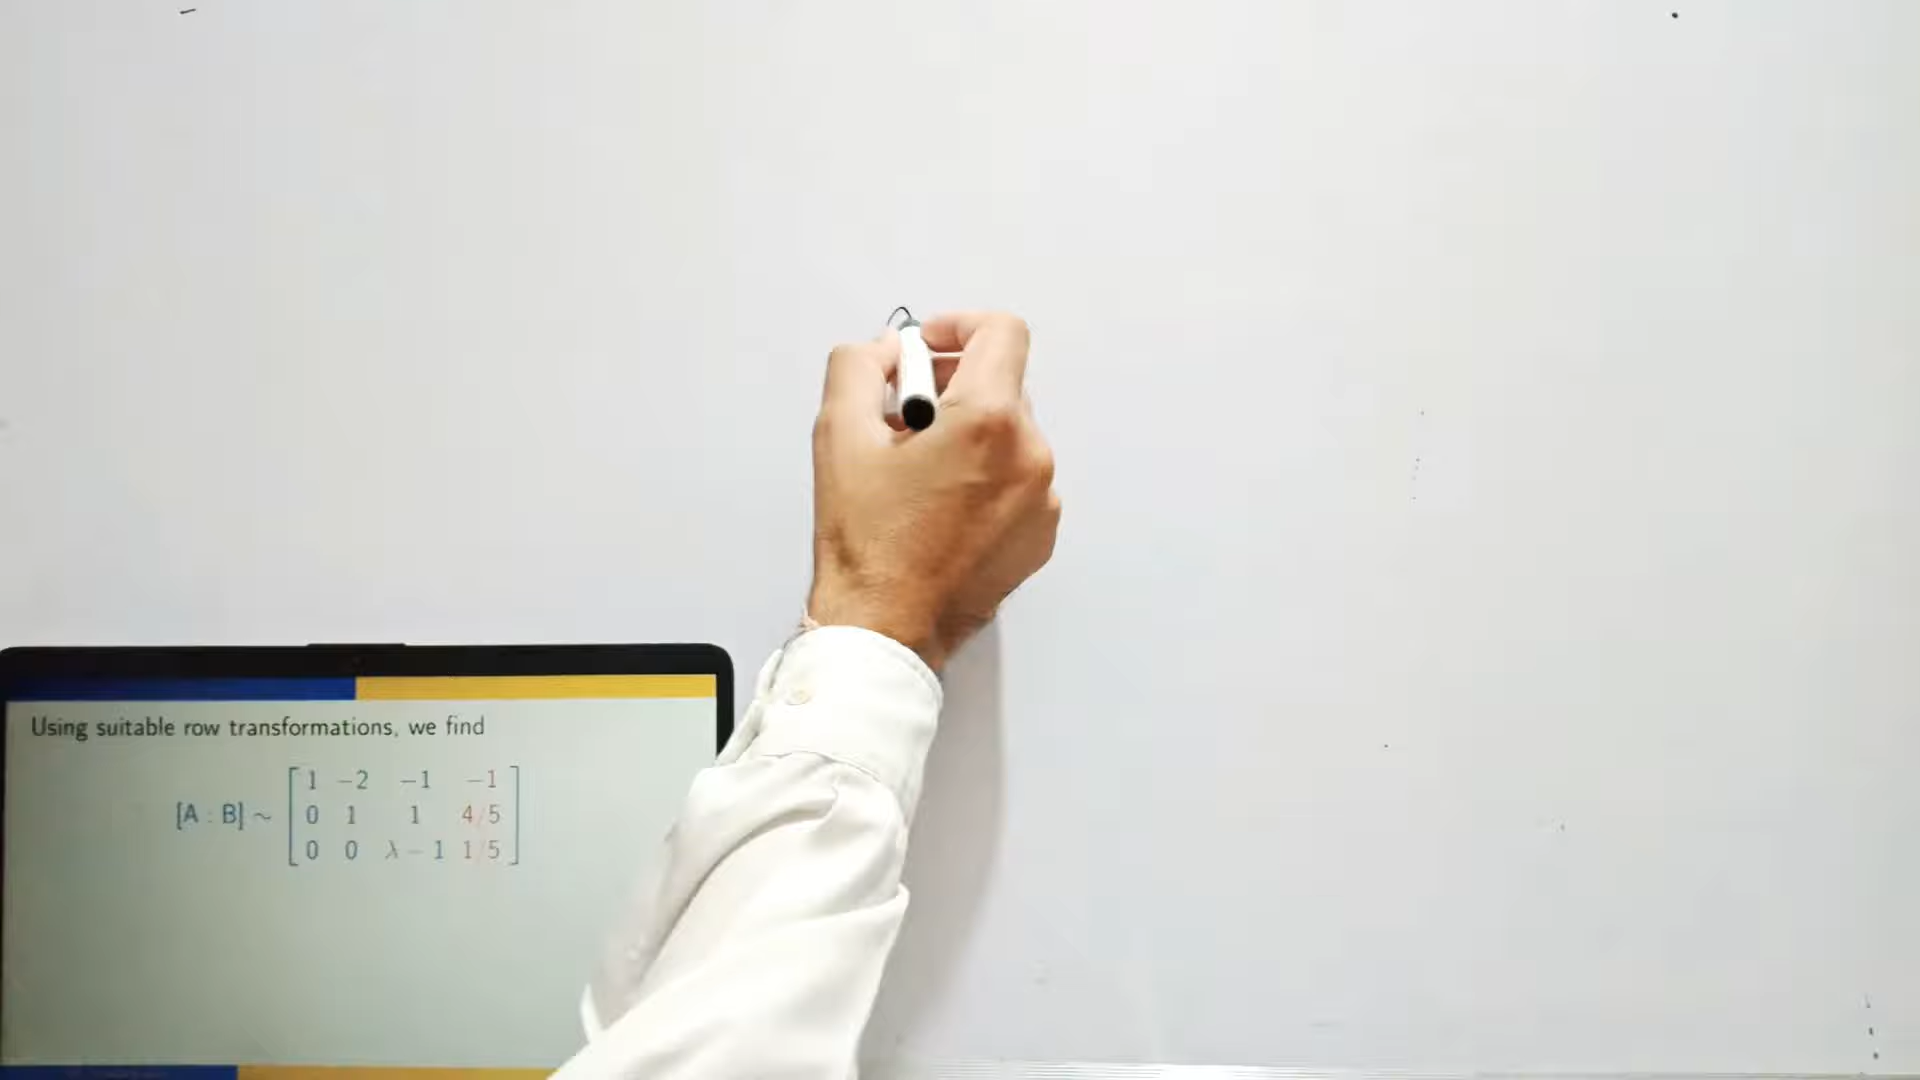 Using suitable row transformations, we find
1 −2 −1 −1
[A : B] ~ 0 1 1 4/5
0 0 λ − 1 1/5